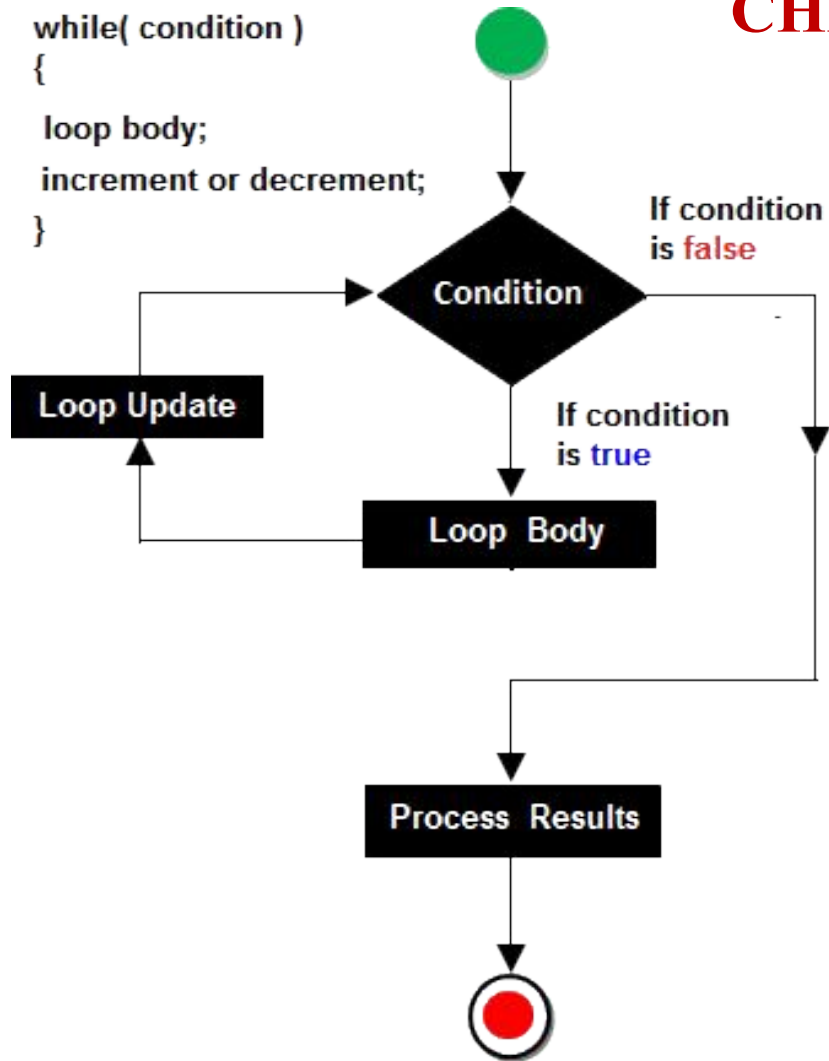 while( condition )
{
loop body;
increment or decrement;
}
If condition
is false
Condition
Loop Update
If condition
is true
Loop Body
Process Results